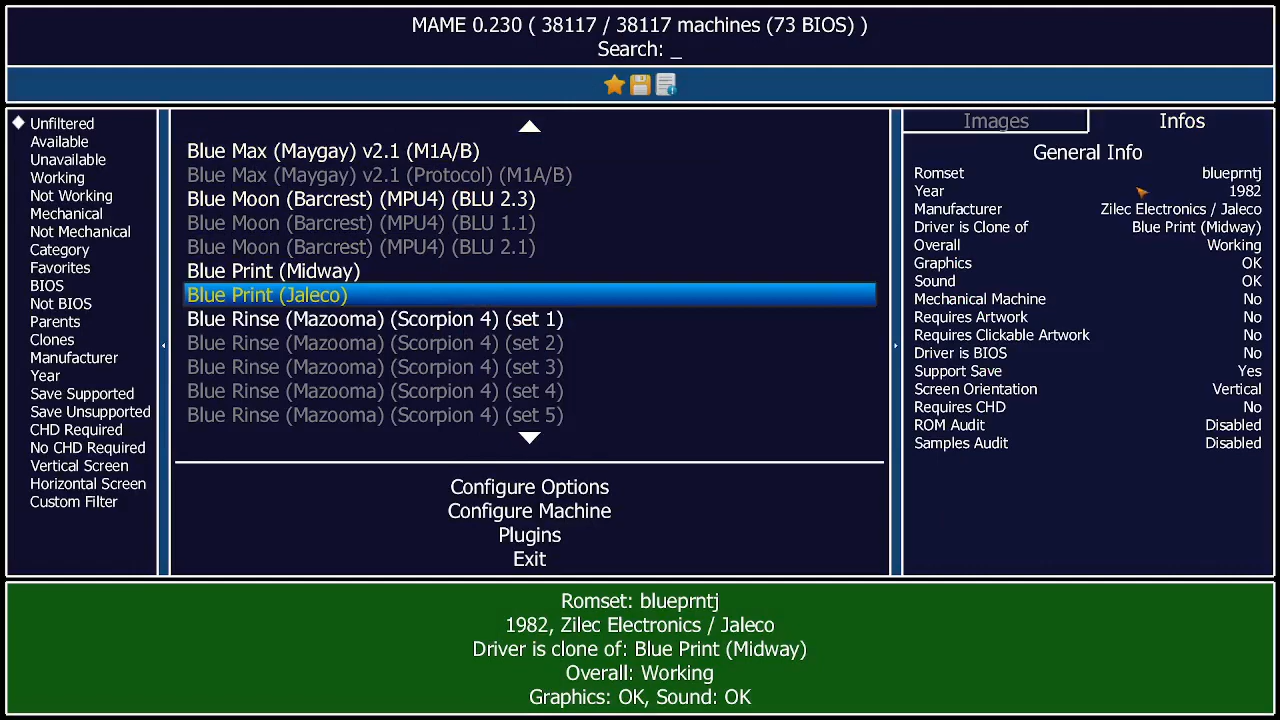 MAME 0.230 ( 38117 / 38117 machines (73 BIOS) )
Search: _
Unfiltered
Available
Unavailable
Working
Not Working
Mechanical
Not Mechanical
Category
Favorites
BIOS
Not BIOS
Parents
Clones
Manufacturer
Year
Save Supported
Save Unsupported
CHD Required
No CHD Required
Vertical Screen
Horizontal Screen
Custom Filter
Blue Max (Maygay) v2.1 (M1A/B)
Blue Max (Maygay) v2.1 (Protocol) (M1A/B)
Blue Moon (Barcrest) (MPU4) (BLU 2.3)
Blue Moon (Barcrest) (MPU4) (BLU 1.1)
Blue Moon (Barcrest) (MPU4) (BLU 2.1)
Blue Print (Midway)
Blue Print (Jaleco)
Blue Rinse (Mazooma) (Scorpion 4) (set 1)
Blue Rinse (Mazooma) (Scorpion 4) (set 2)
Blue Rinse (Mazooma) (Scorpion 4) (set 3)
Blue Rinse (Mazooma) (Scorpion 4) (set 4)
Blue Rinse (Mazooma) (Scorpion 4) (set 5)
Configure Options
Configure Machine
Plugins
Exit
Images Infos
General Info
Romset blueprntj
Year 1982
Manufacturer Zilec Electronics / Jaleco
Driver is Clone of Blue Print (Midway)
Overall Working
Graphics OK
Sound OK
Mechanical Machine No
Requires Artwork No
Requires Clickable Artwork No
Driver is BIOS No
Support Save Yes
Screen Orientation Vertical
Requires CHD No
ROM Audit Disabled
Samples Audit Disabled
Romset: blueprntj
1982, Zilec Electronics / Jaleco
Driver is clone of: Blue Print (Midway)
Overall: Working
Graphics: OK, Sound: OK